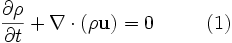 ∂ρ/∂t + ∇ · (ρ𝐮) = 0 (1)